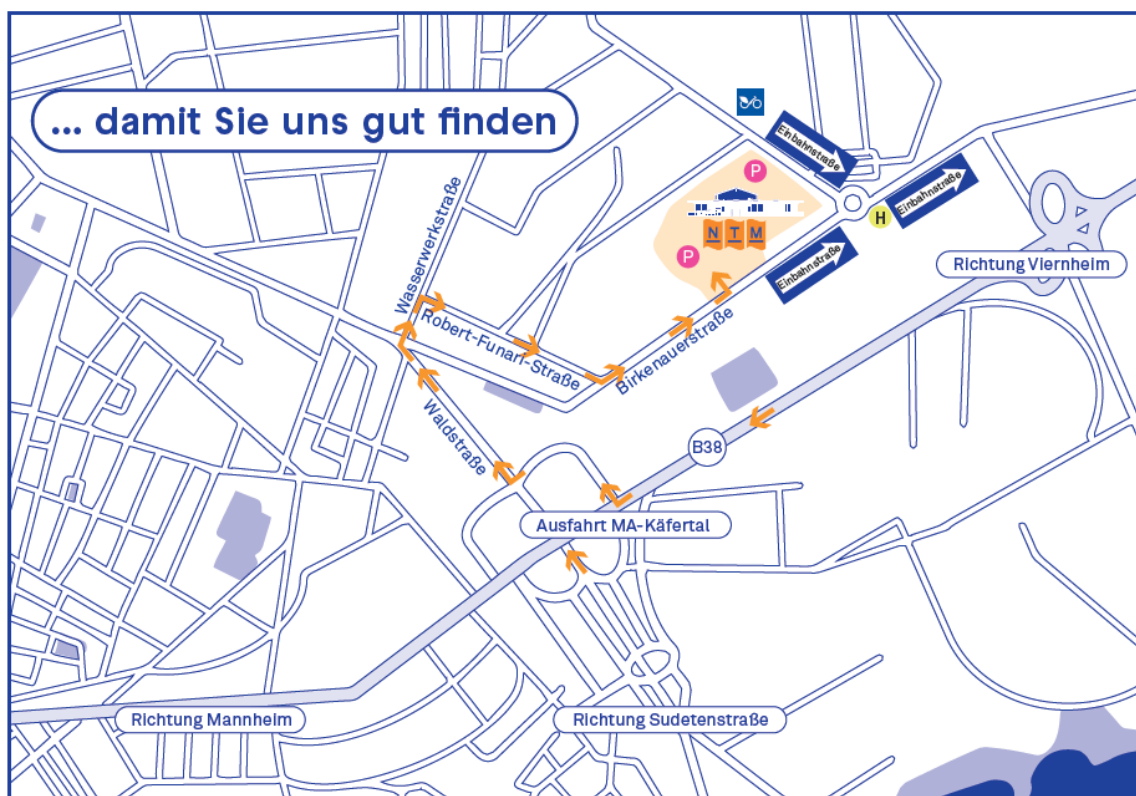 ... damit Sie uns gut finden
Einbahnstraße
P
Einbahnstraße
H
N T M
P
Wasserwerkstraße
Richtung Viernheim
Einbahnstraße
Robert-Funari-Straße
Birkenauerstraße
Waldstraße
B38
Ausfahrt MA-Käfertal
Richtung Mannheim
Richtung Sudetenstraße